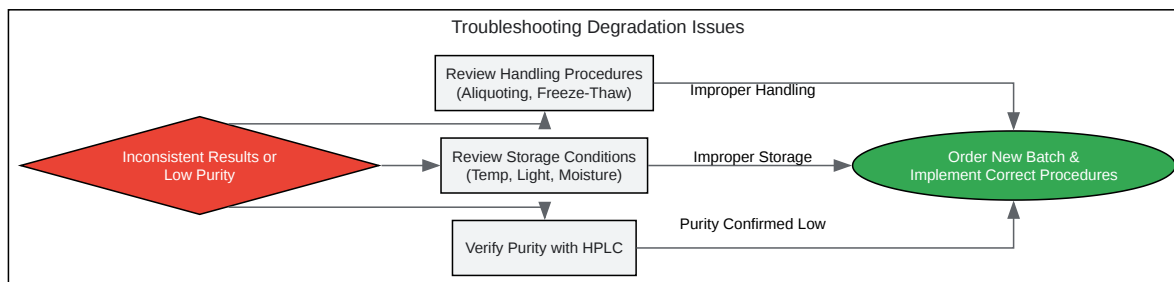 Troubleshooting Degradation Issues
Review Handling Procedures
(Aliquoting, Freeze-Thaw)
Improper Handling
Inconsistent Results or
Low Purity
Review Storage Conditions
(Temp, Light, Moisture)
Improper Storage
Order New Batch &
Implement Correct Procedures
Verify Purity with HPLC
Purity Confirmed Low